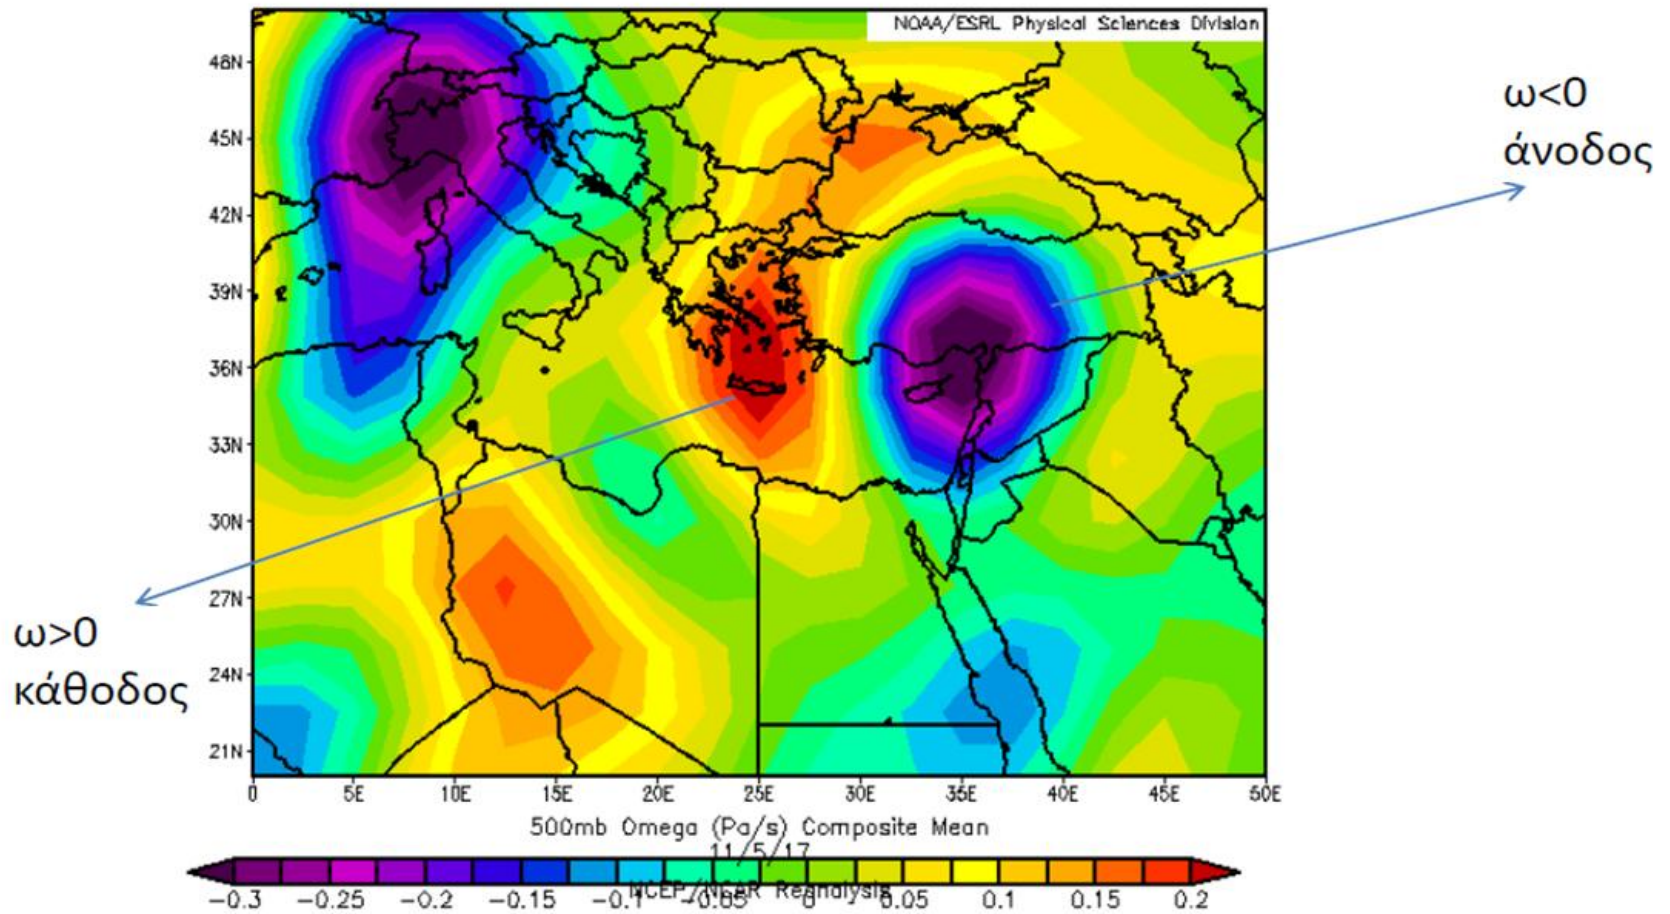 NOAA/ESRL Physical Sciences Division
48N
45N
42N
39N
36N
33N
30N
27N
24N
21N
ω<0
άνοδος
ω>0
κάθοδος
0 5E 10E 15E 20E 25E 30E 35E 40E 45E 50E
500mb Omega (Pa/s) Composite Mean
11/5/17
NCEP/NCAR Reanalysis
-0.3 -0.25 -0.2 -0.15 -0.1 -0.05 0 0.05 0.1 0.15 0.2